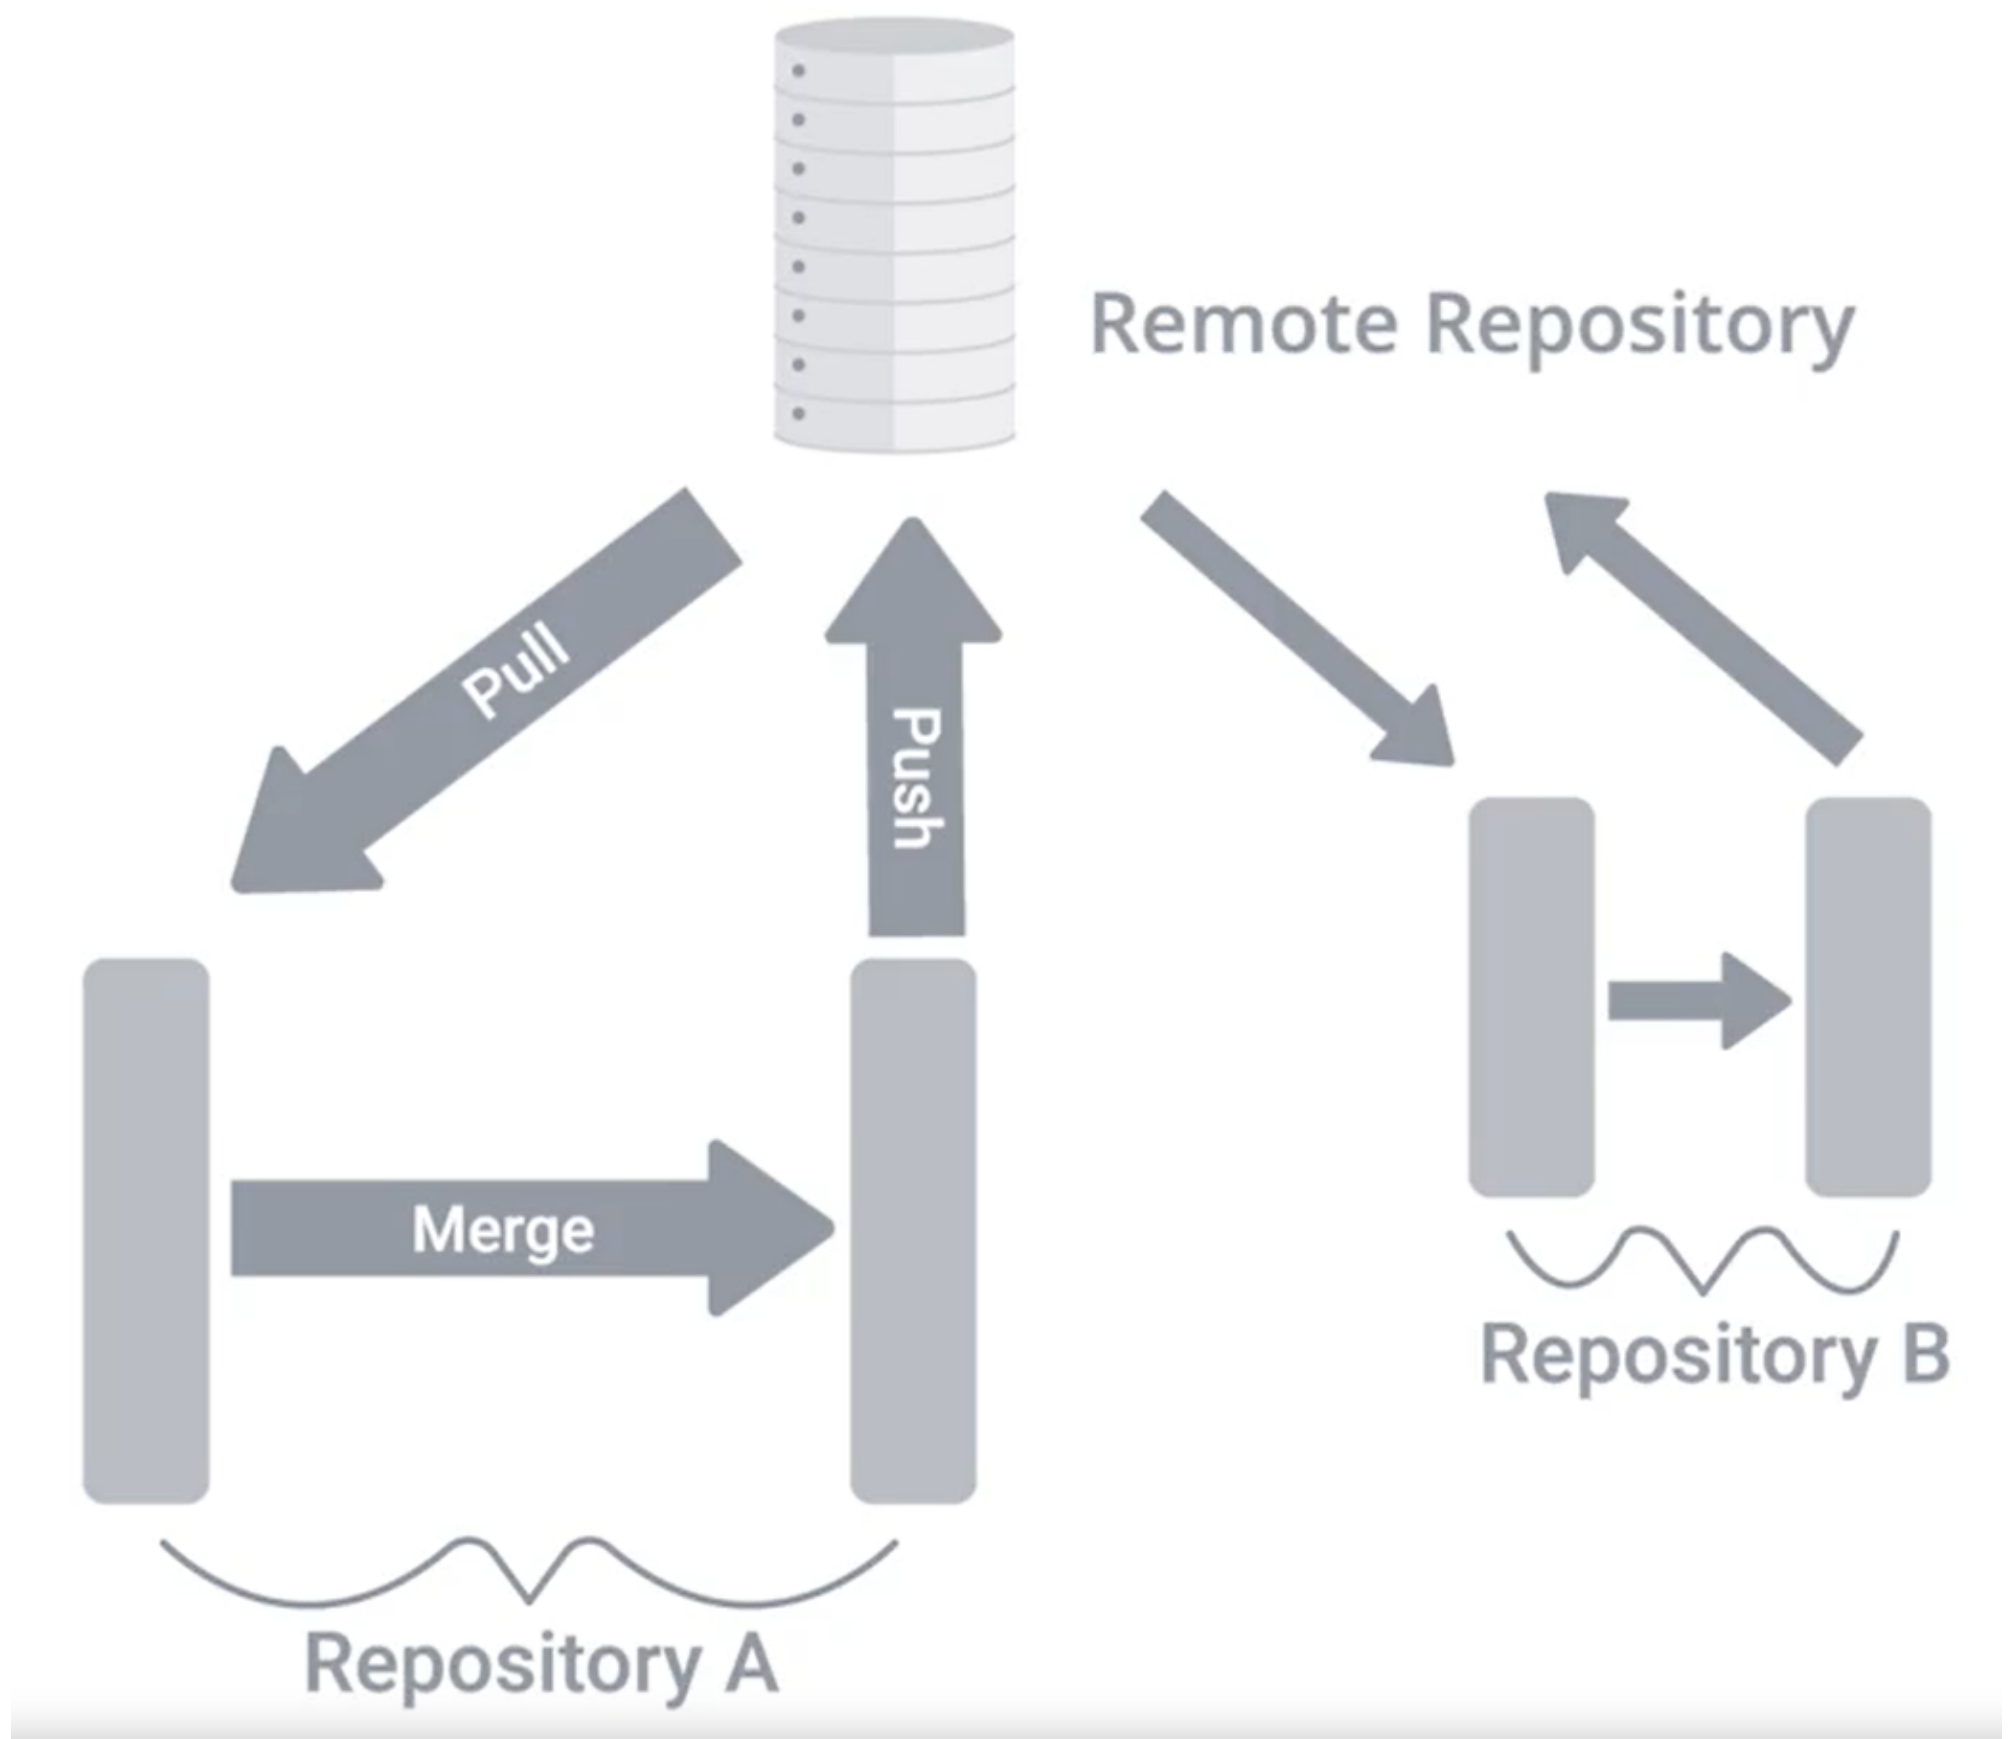 Remote Repository
Pull
Push
Merge
Repository B
Repository A